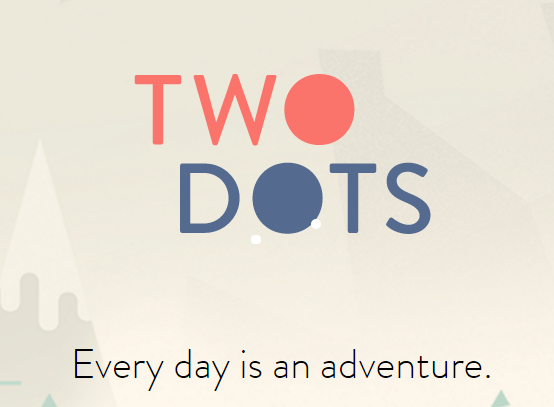 TWO
DOTS
Every day is an adventure.